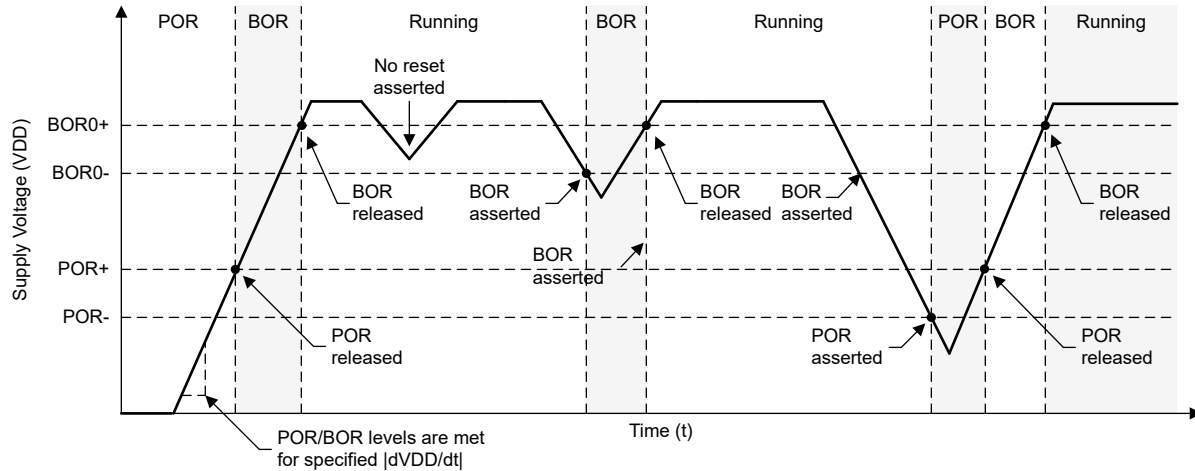 POR
BOR
Running
BOR
Running
POR
BOR
Running
No reset
asserted
BOR0+
BOR0-
POR+
POR-
Supply Voltage (VDD)
BOR
released
BOR
asserted
BOR
released
BOR
asserted
BOR
released
BOR
asserted
POR
released
POR
asserted
POR
released
Time (t)
POR/BOR levels are met
for specified |dVDD/dt|